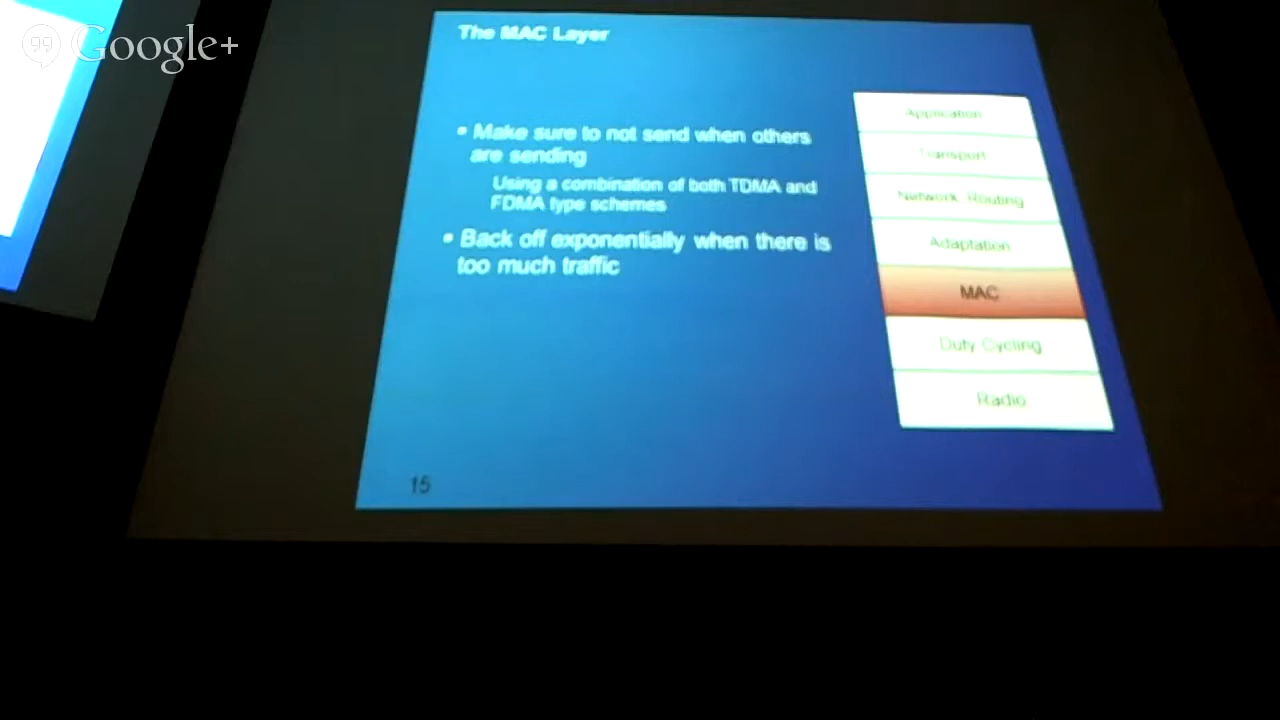 Google+
The MAC Layer
• Make sure to not send when others
are sending
Using a combination of both TDMA and
FDMA type schemes
• Back off exponentially when there is
too much traffic
Application
Transport
Network Routing
Adaptation
MAC
Duty Cycling
Radio
15